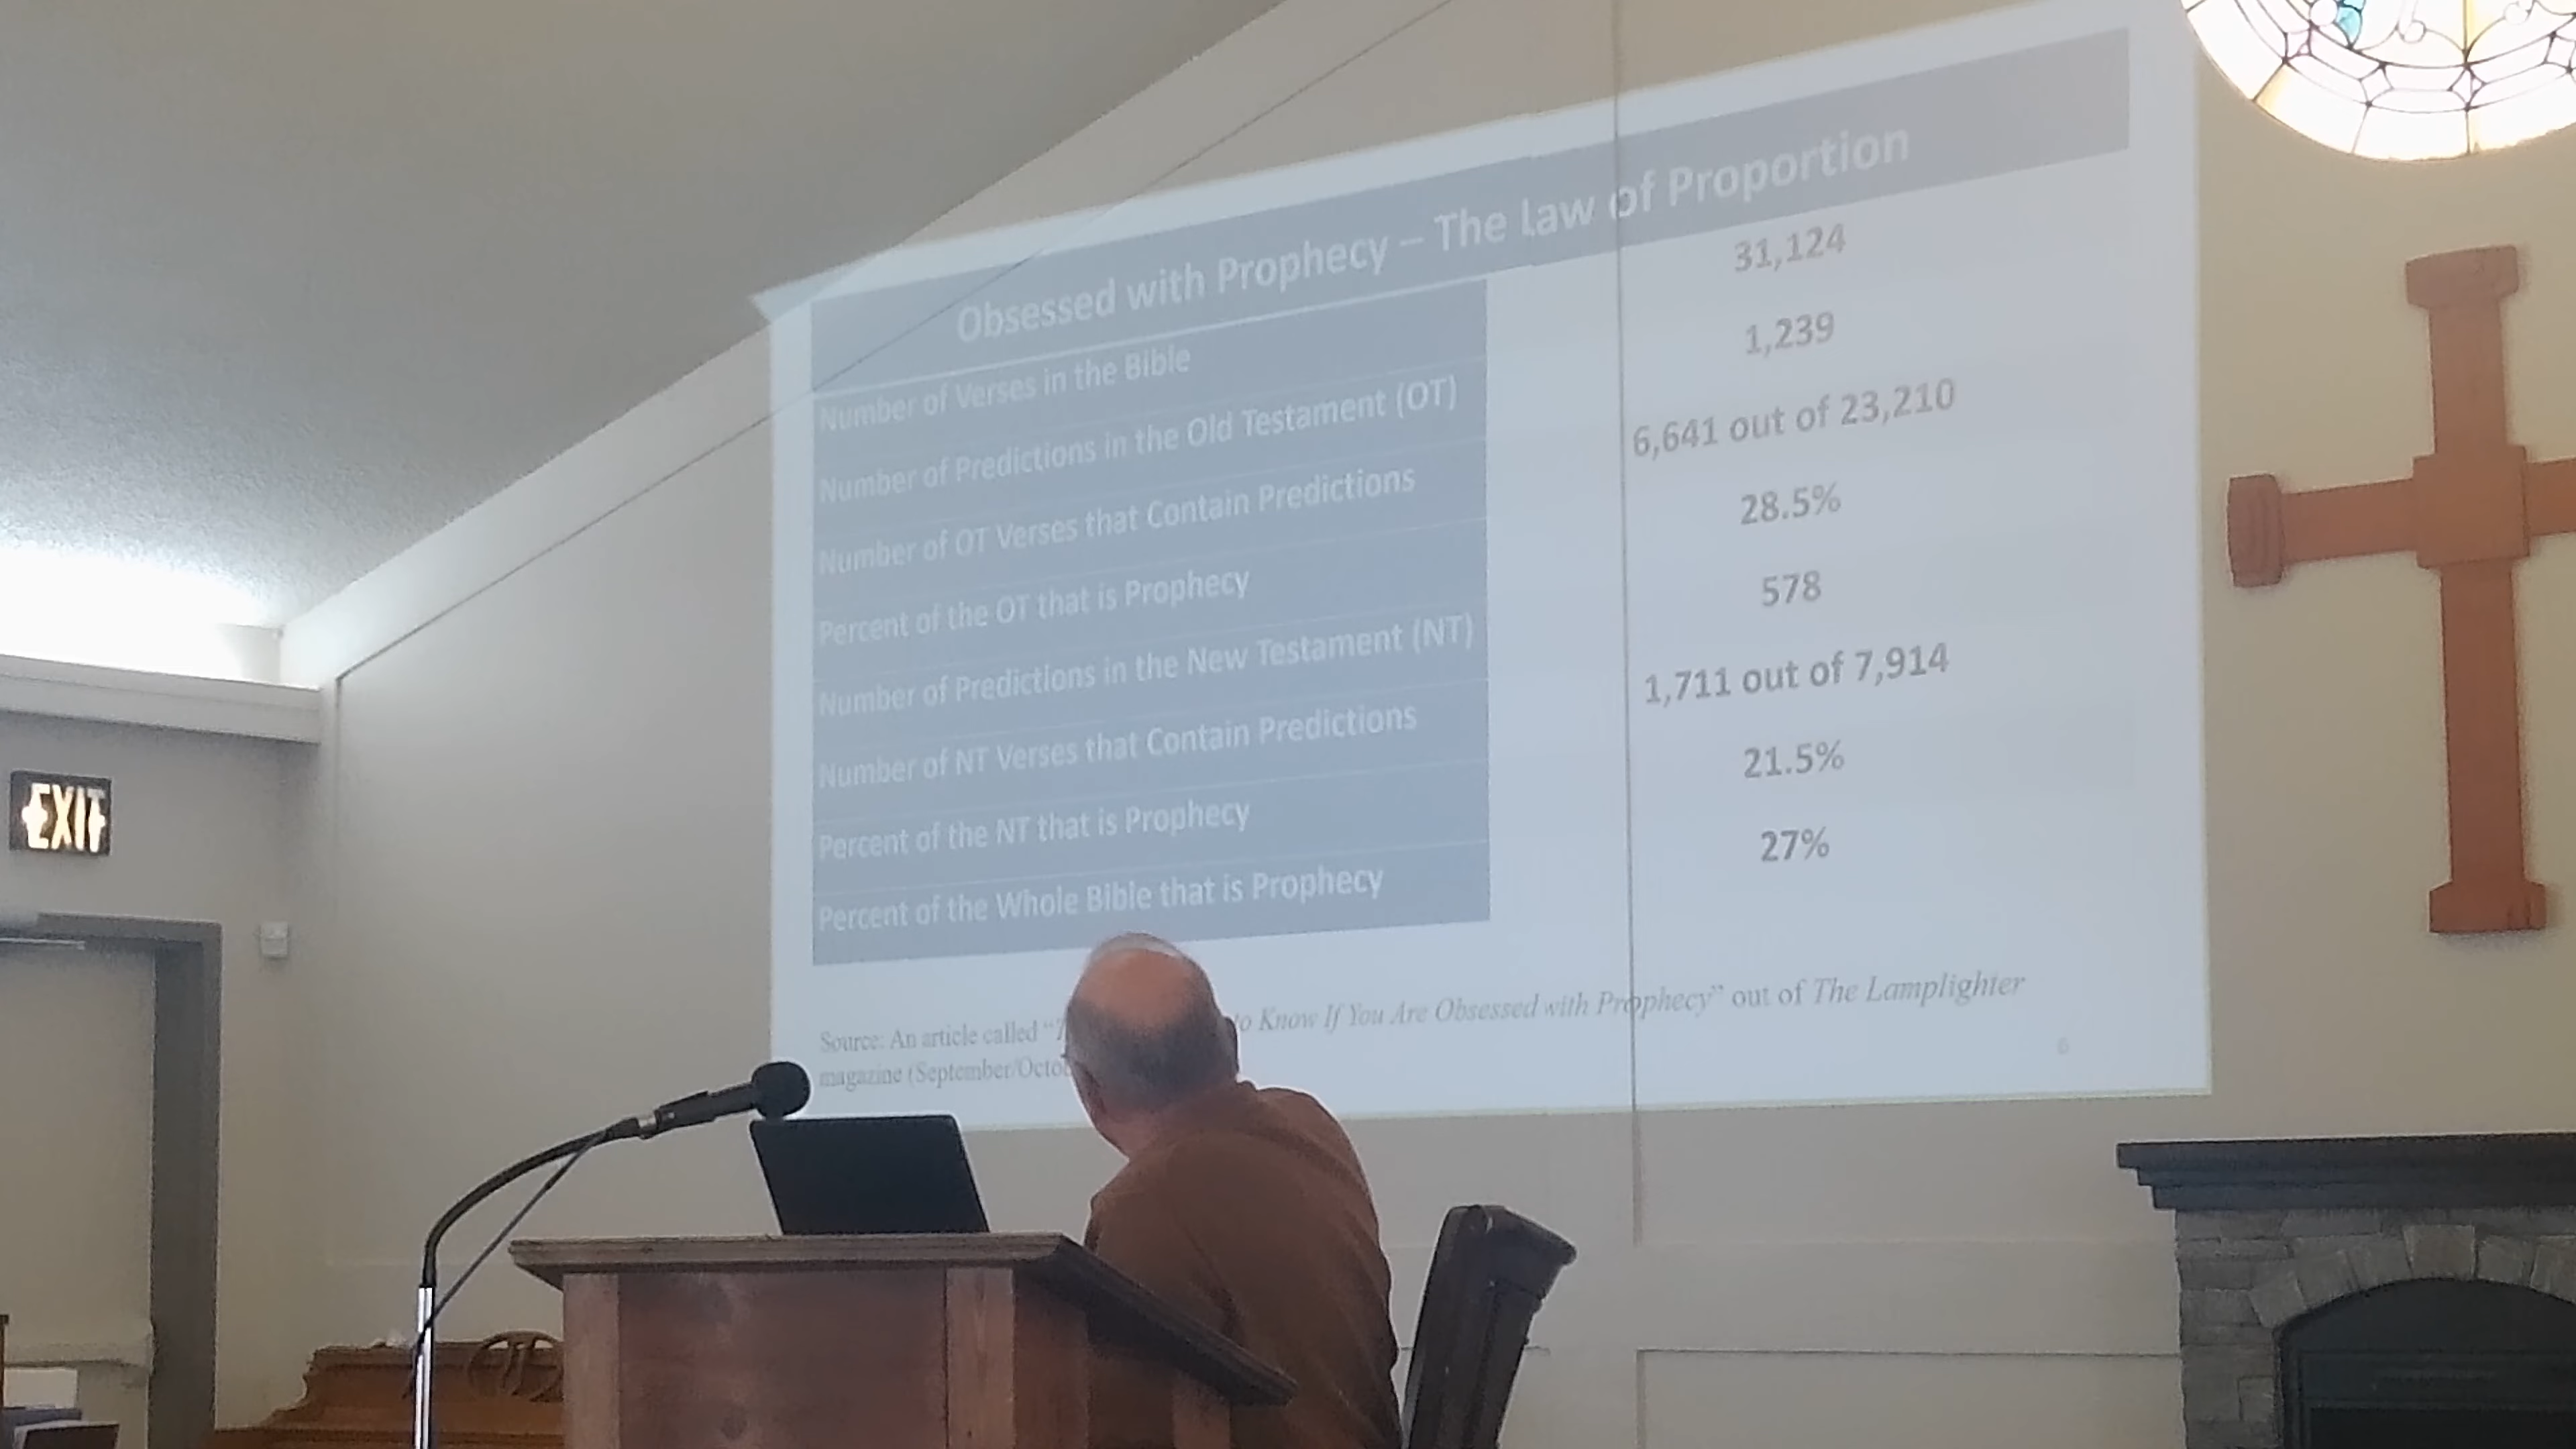 Obsessed with Prophecy – The Law of Proportion
Number of Verses in the Bible 31,124
Number of Predictions in the Old Testament (OT) 1,239
Number of OT Verses that Contain Predictions 6,641 out of 23,210
Percent of the OT that is Prophecy 28.5%
Number of Predictions in the New Testament (NT) 578
Number of NT Verses that Contain Predictions 1,711 out of 7,914
Percent of the NT that is Prophecy 21.5%
Percent of the Whole Bible that is Prophecy 27%
Source: An article called “ to Know If You Are Obsessed with Prophecy” out of The Lamplighter
magazine (September/
6
EXIT